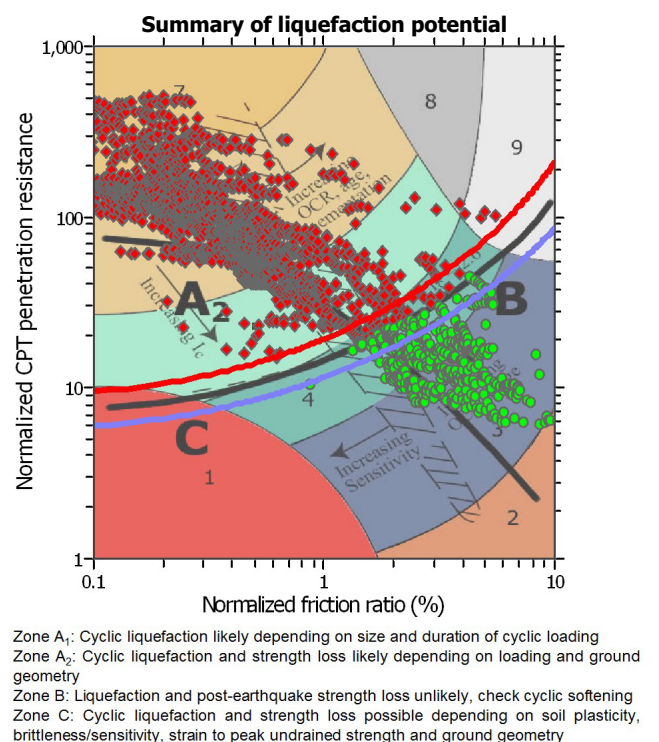 Summary of liquefaction potential
1,000
7
8
9
Increasing
OCR, age,
Normalized CPT penetration resistance
100
A2
B
Increasing Ic
10
4
3
C
Increasing
Sensitivity
1
2
1
0.1
1
10
Normalized friction ratio (%)
Zone A1: Cyclic liquefaction likely depending on size and duration of cyclic loading
Zone A2: Cyclic liquefaction and strength loss likely depending on loading and ground
geometry
Zone B: Liquefaction and post-earthquake strength loss unlikely, check cyclic softening
Zone C: Cyclic liquefaction and strength loss possible depending on soil plasticity,
brittleness/sensitivity, strain to peak undrained strength and ground geometry